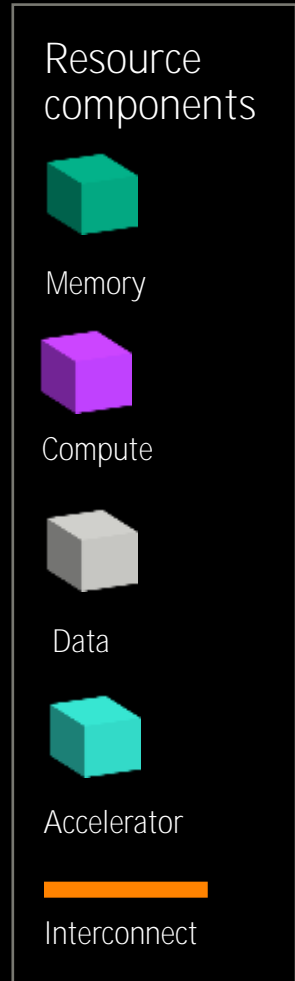 Resource
components
Memory
Compute
Data
Accelerator
Interconnect